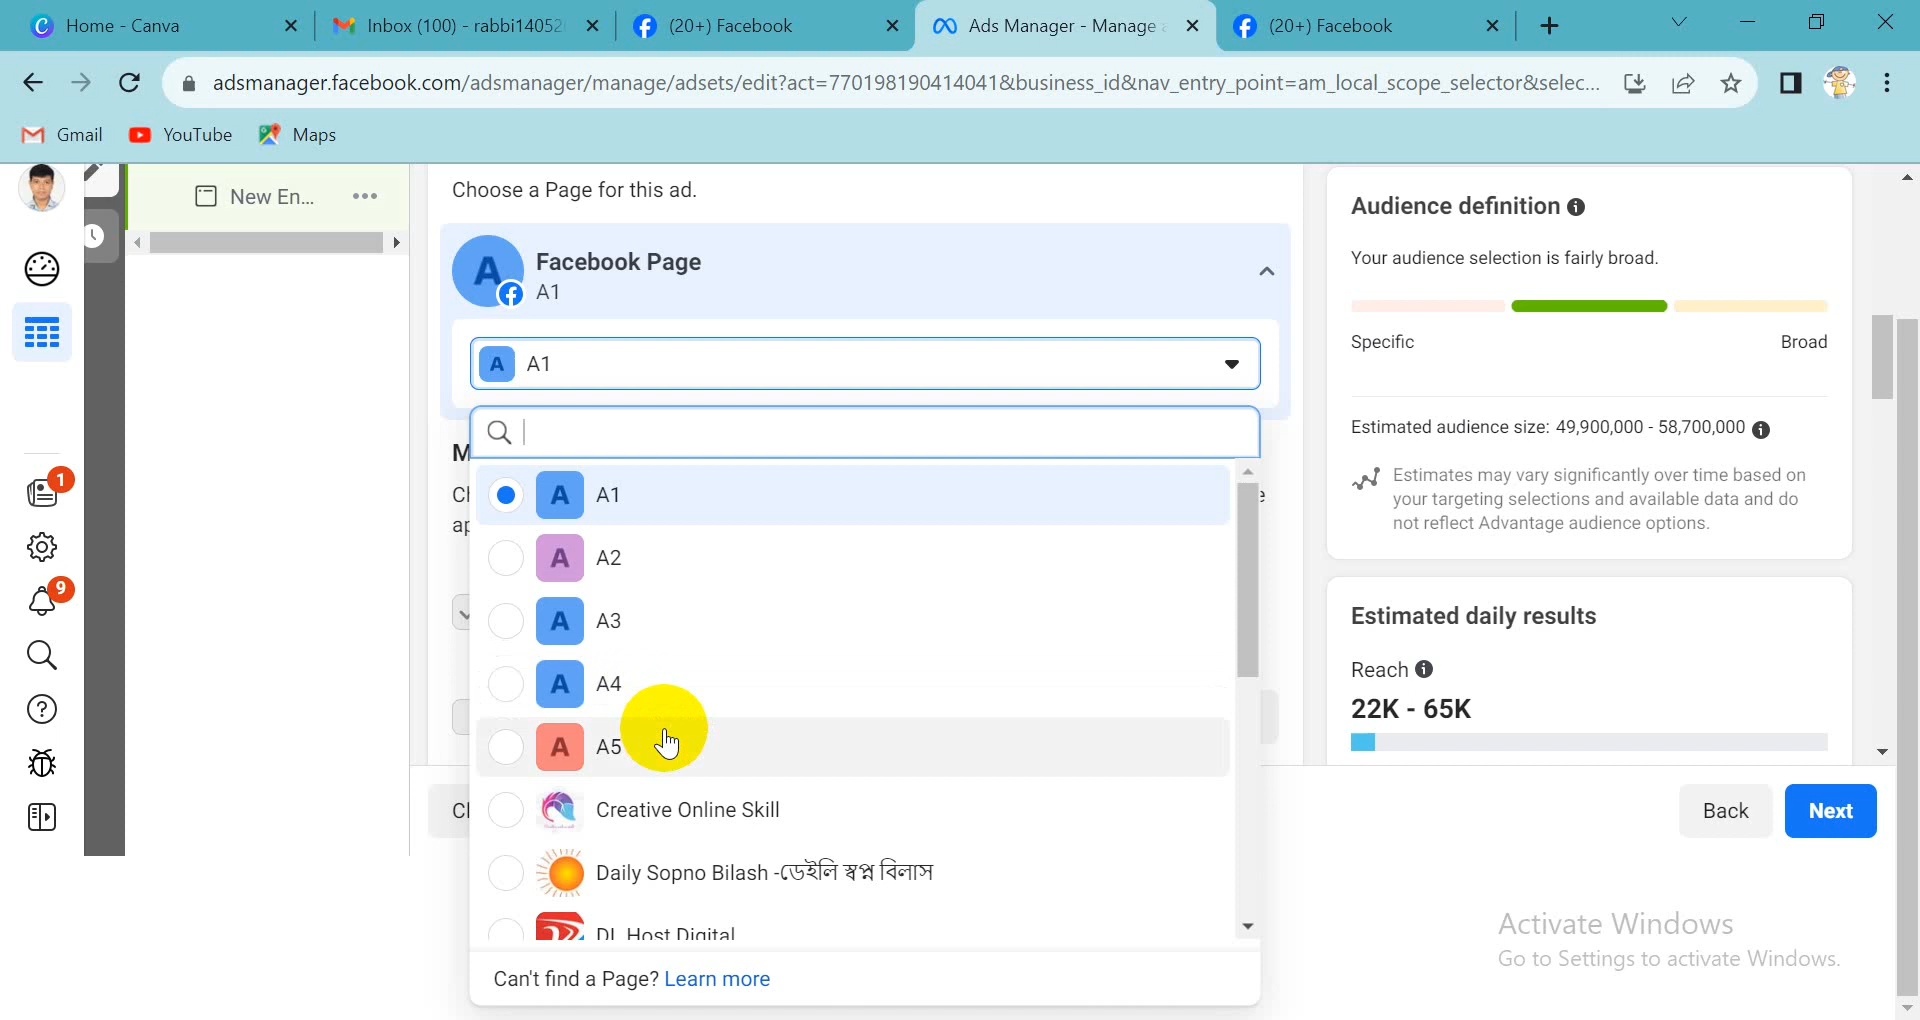 Home - Canva
Inbox (100) - rabbi14052
(20+) Facebook
Ads Manager - Manage
(20+) Facebook
adsmanager.facebook.com/adsmanager/manage/adsets/edit?act=770198190414041&business_id&nav_entry_point=am_local_scope_selector&selec...
Gmail
YouTube
Maps
New En...
1
9
Choose a Page for this ad.
A
Facebook Page
A1
A A1
M
Ch
e
ap
A A1
A A2
A A3
A A4
A A5
Creative Online Skill
Daily Sopno Bilash -ডেইলি স্বপ্ন বিলাস
DL Host Digital
Can't find a Page? Learn more
Cl
Audience definition
Your audience selection is fairly broad.
Specific
Broad
Estimated audience size: 49,900,000 - 58,700,000
Estimates may vary significantly over time based on
your targeting selections and available data and do
not reflect Advantage audience options.
Estimated daily results
Reach
22K - 65K
Back
Next
Activate Windows
Go to Settings to activate Windows.